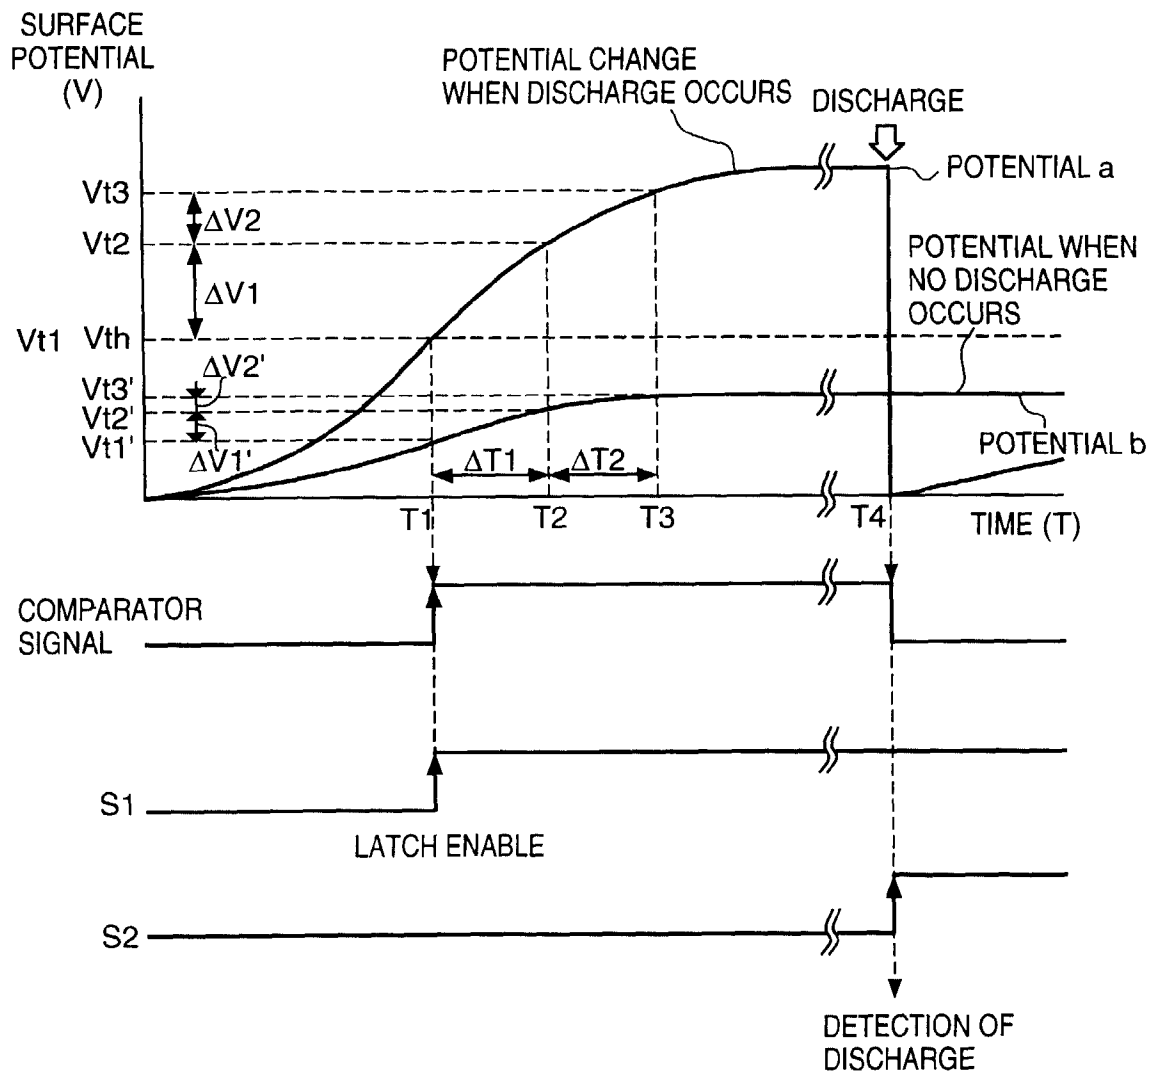 SURFACE
POTENTIAL
(V)
POTENTIAL CHANGE
WHEN DISCHARGE OCCURS
DISCHARGE
POTENTIAL a
Vt3
ΔV2
Vt2
POTENTIAL WHEN
NO DISCHARGE
OCCURS
ΔV1
Vt1 Vth
ΔV2'
Vt3'
Vt2'
Vt1'
ΔV1'
POTENTIAL b
ΔT1 ΔT2
T1 T2 T3 T4 TIME (T)
COMPARATOR
SIGNAL
S1
LATCH ENABLE
S2
DETECTION OF
DISCHARGE